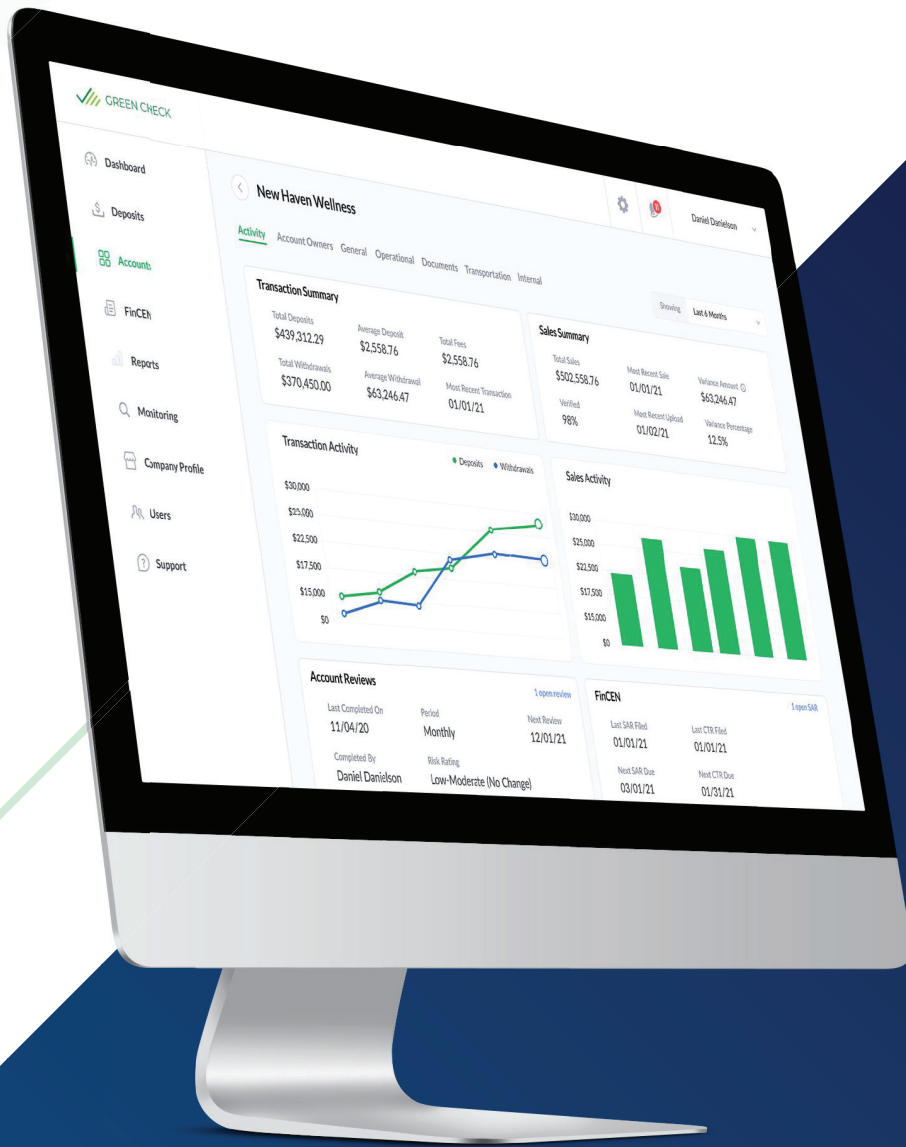 GREEN CHECK
Daniel Danielson
Dashboard
Deposits
Accounts
FinCEN
Reports
Monitoring
Company Profile
Users
Support
New Haven Wellness
Activity Account Owners General Operational Documents Transportation Internal
Showing Last 6 Months
Transaction Summary
Total Deposits Average Deposit Total Fees
$439,312.29 $2,558.76 $2,558.76
Total Withdrawals Average Withdrawal Most Recent Transaction
$370,450.00 $63,246.47 01/01/21
Sales Summary
Total Sales Most Recent Sale Variance Amount
$502,558.76 01/01/21 $63,246.47
Verified Most Recent Upload Variance Percentage
98% 01/02/21 12.5%
Transaction Activity
Deposits Withdrawals
$30,000
$25,000
$22,500
$17,500
$15,000
$0
Sales Activity
$30,000
$25,000
$22,500
$17,500
$15,000
$0
Account Reviews 1 open review
Last Completed On Period Next Review
11/04/20 Monthly 12/01/21
Completed By Risk Rating
Daniel Danielson Low-Moderate (No Change)
FinCEN 1 open SAR
Last SAR Filed Last CTR Filed
01/01/21 01/01/21
Next SAR Due Next CTR Due
03/01/21 01/31/21